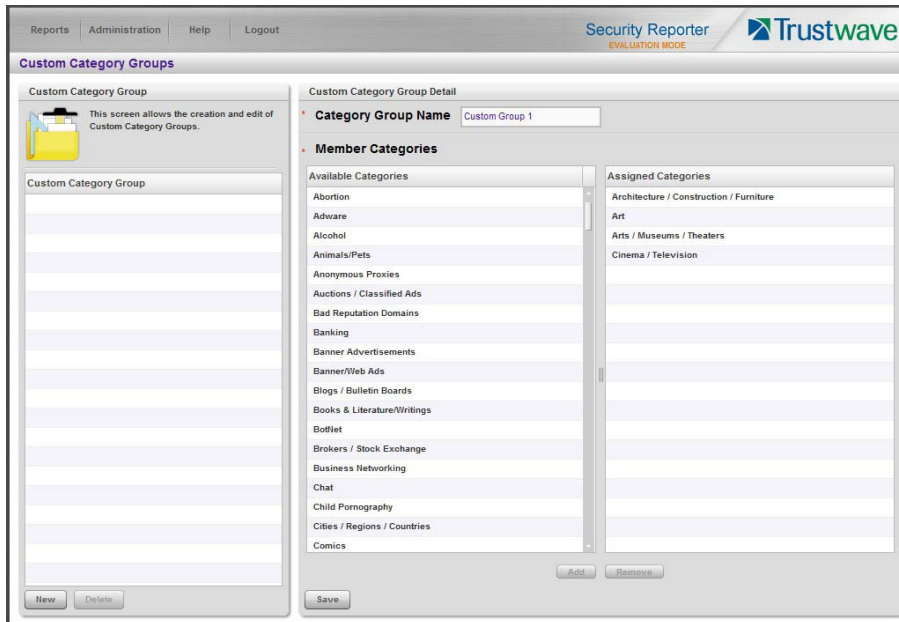 Reports Administration Help Logout
Security Reporter
EVALUATION MODE
Trustwave
Custom Category Groups
Custom Category Group
This screen allows the creation and edit of
Custom Category Groups.
Custom Category Group
New Delete
Custom Category Group Detail
* Category Group Name Custom Group 1
* Member Categories
Available Categories
Abortion
Adware
Alcohol
Animals/Pets
Anonymous Proxies
Auctions / Classified Ads
Bad Reputation Domains
Banking
Banner Advertisements
Banner/Web Ads
Blogs / Bulletin Boards
Books & Literature/Writings
BotNet
Brokers / Stock Exchange
Business Networking
Chat
Child Pornography
Cities / Regions / Countries
Comics
Assigned Categories
Architecture / Construction / Furniture
Art
Arts / Museums / Theaters
Cinema / Television
Add Remove
Save